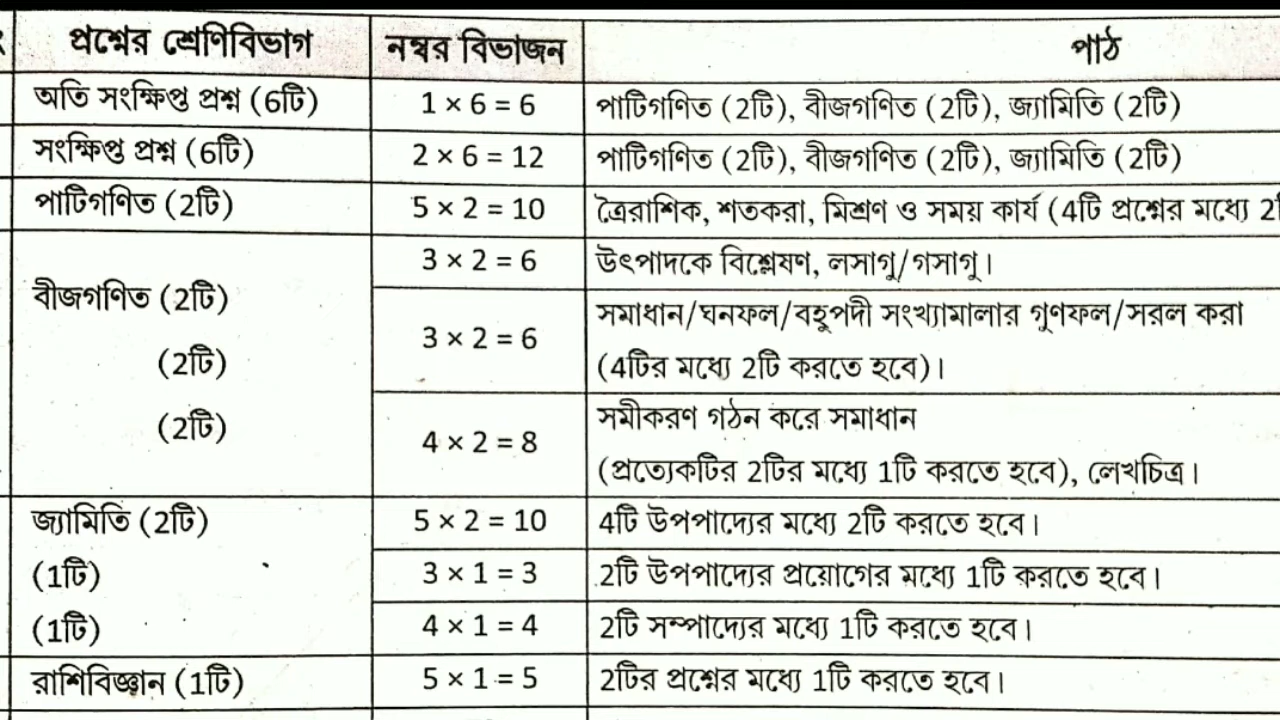 প্রশ্নের শ্রেণিবিভাগ নম্বর বিভাজন পাঠ
অতি সংক্ষিপ্ত প্রশ্ন (6টি) 1 × 6 = 6 পাটিগণিত (2টি), বীজগণিত (2টি), জ্যামিতি (2টি)
সংক্ষিপ্ত প্রশ্ন (6টি) 2 × 6 = 12 পাটিগণিত (2টি), বীজগণিত (2টি), জ্যামিতি (2টি)
পাটিগণিত (2টি) 5 × 2 = 10 ত্রৈরাশিক, শতকরা, মিশ্রণ ও সময় কার্য (4টি প্রশ্নের মধ্যে
বীজগণিত (2টি) 3 × 2 = 6 উৎপাদকে বিশ্লেষণ, লসাগু/গসাগু।
(2টি) 3 × 2 = 6 সমাধান/ঘনফল/বহুপদী সংখ্যামালার গুণফল/সরল করা
(4টির মধ্যে 2টি করতে হবে)।
(2টি) 4 × 2 = 8 সমীকরণ গঠন করে সমাধান
(প্রত্যেকটির 2টির মধ্যে 1টি করতে হবে), লেখচিত্র।
জ্যামিতি (2টি) 5 × 2 = 10 4টি উপপাদ্যের মধ্যে 2টি করতে হবে।
(1টি) 3 × 1 = 3 2টি উপপাদ্যের প্রয়োগের মধ্যে 1টি করতে হবে।
(1টি) 4 × 1 = 4 2টি সম্পাদ্যের মধ্যে 1টি করতে হবে।
রাশিবিজ্ঞান (1টি) 5 × 1 = 5 2টির প্রশ্নের মধ্যে 1টি করতে হবে।